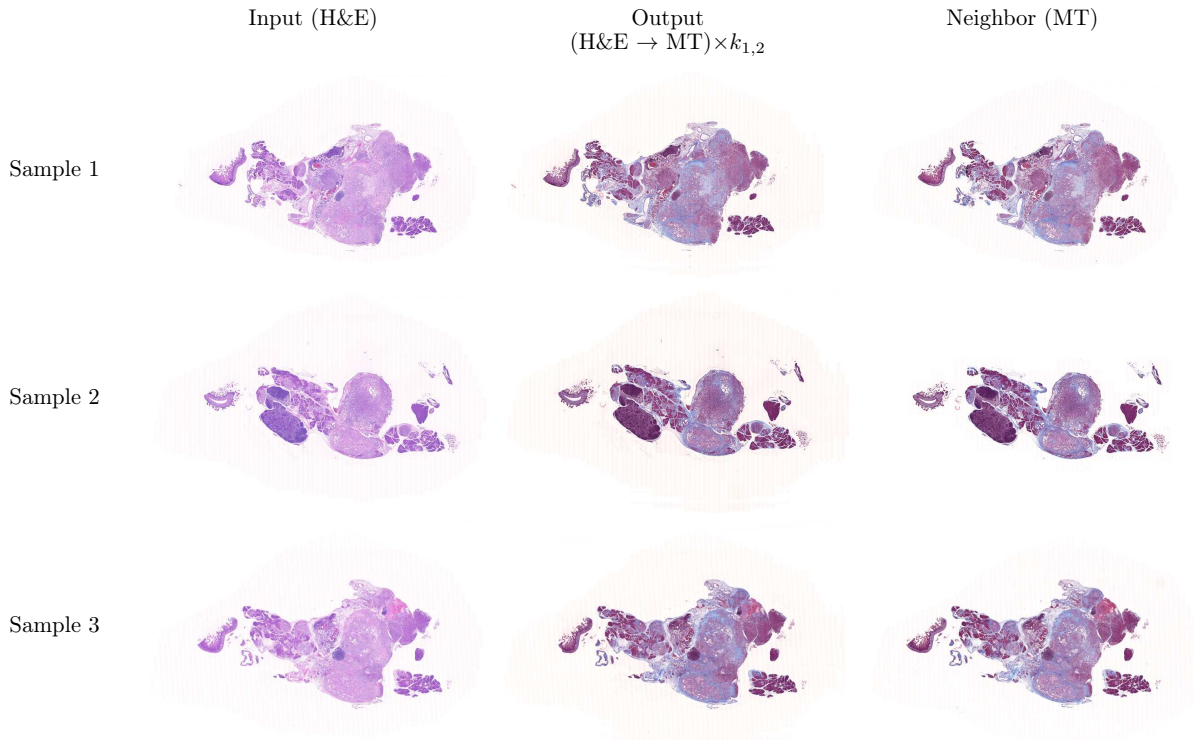 Input (H&E)
Output
(H&E → MT)×k₁,₂
Neighbor (MT)
Sample 1
Sample 2
Sample 3